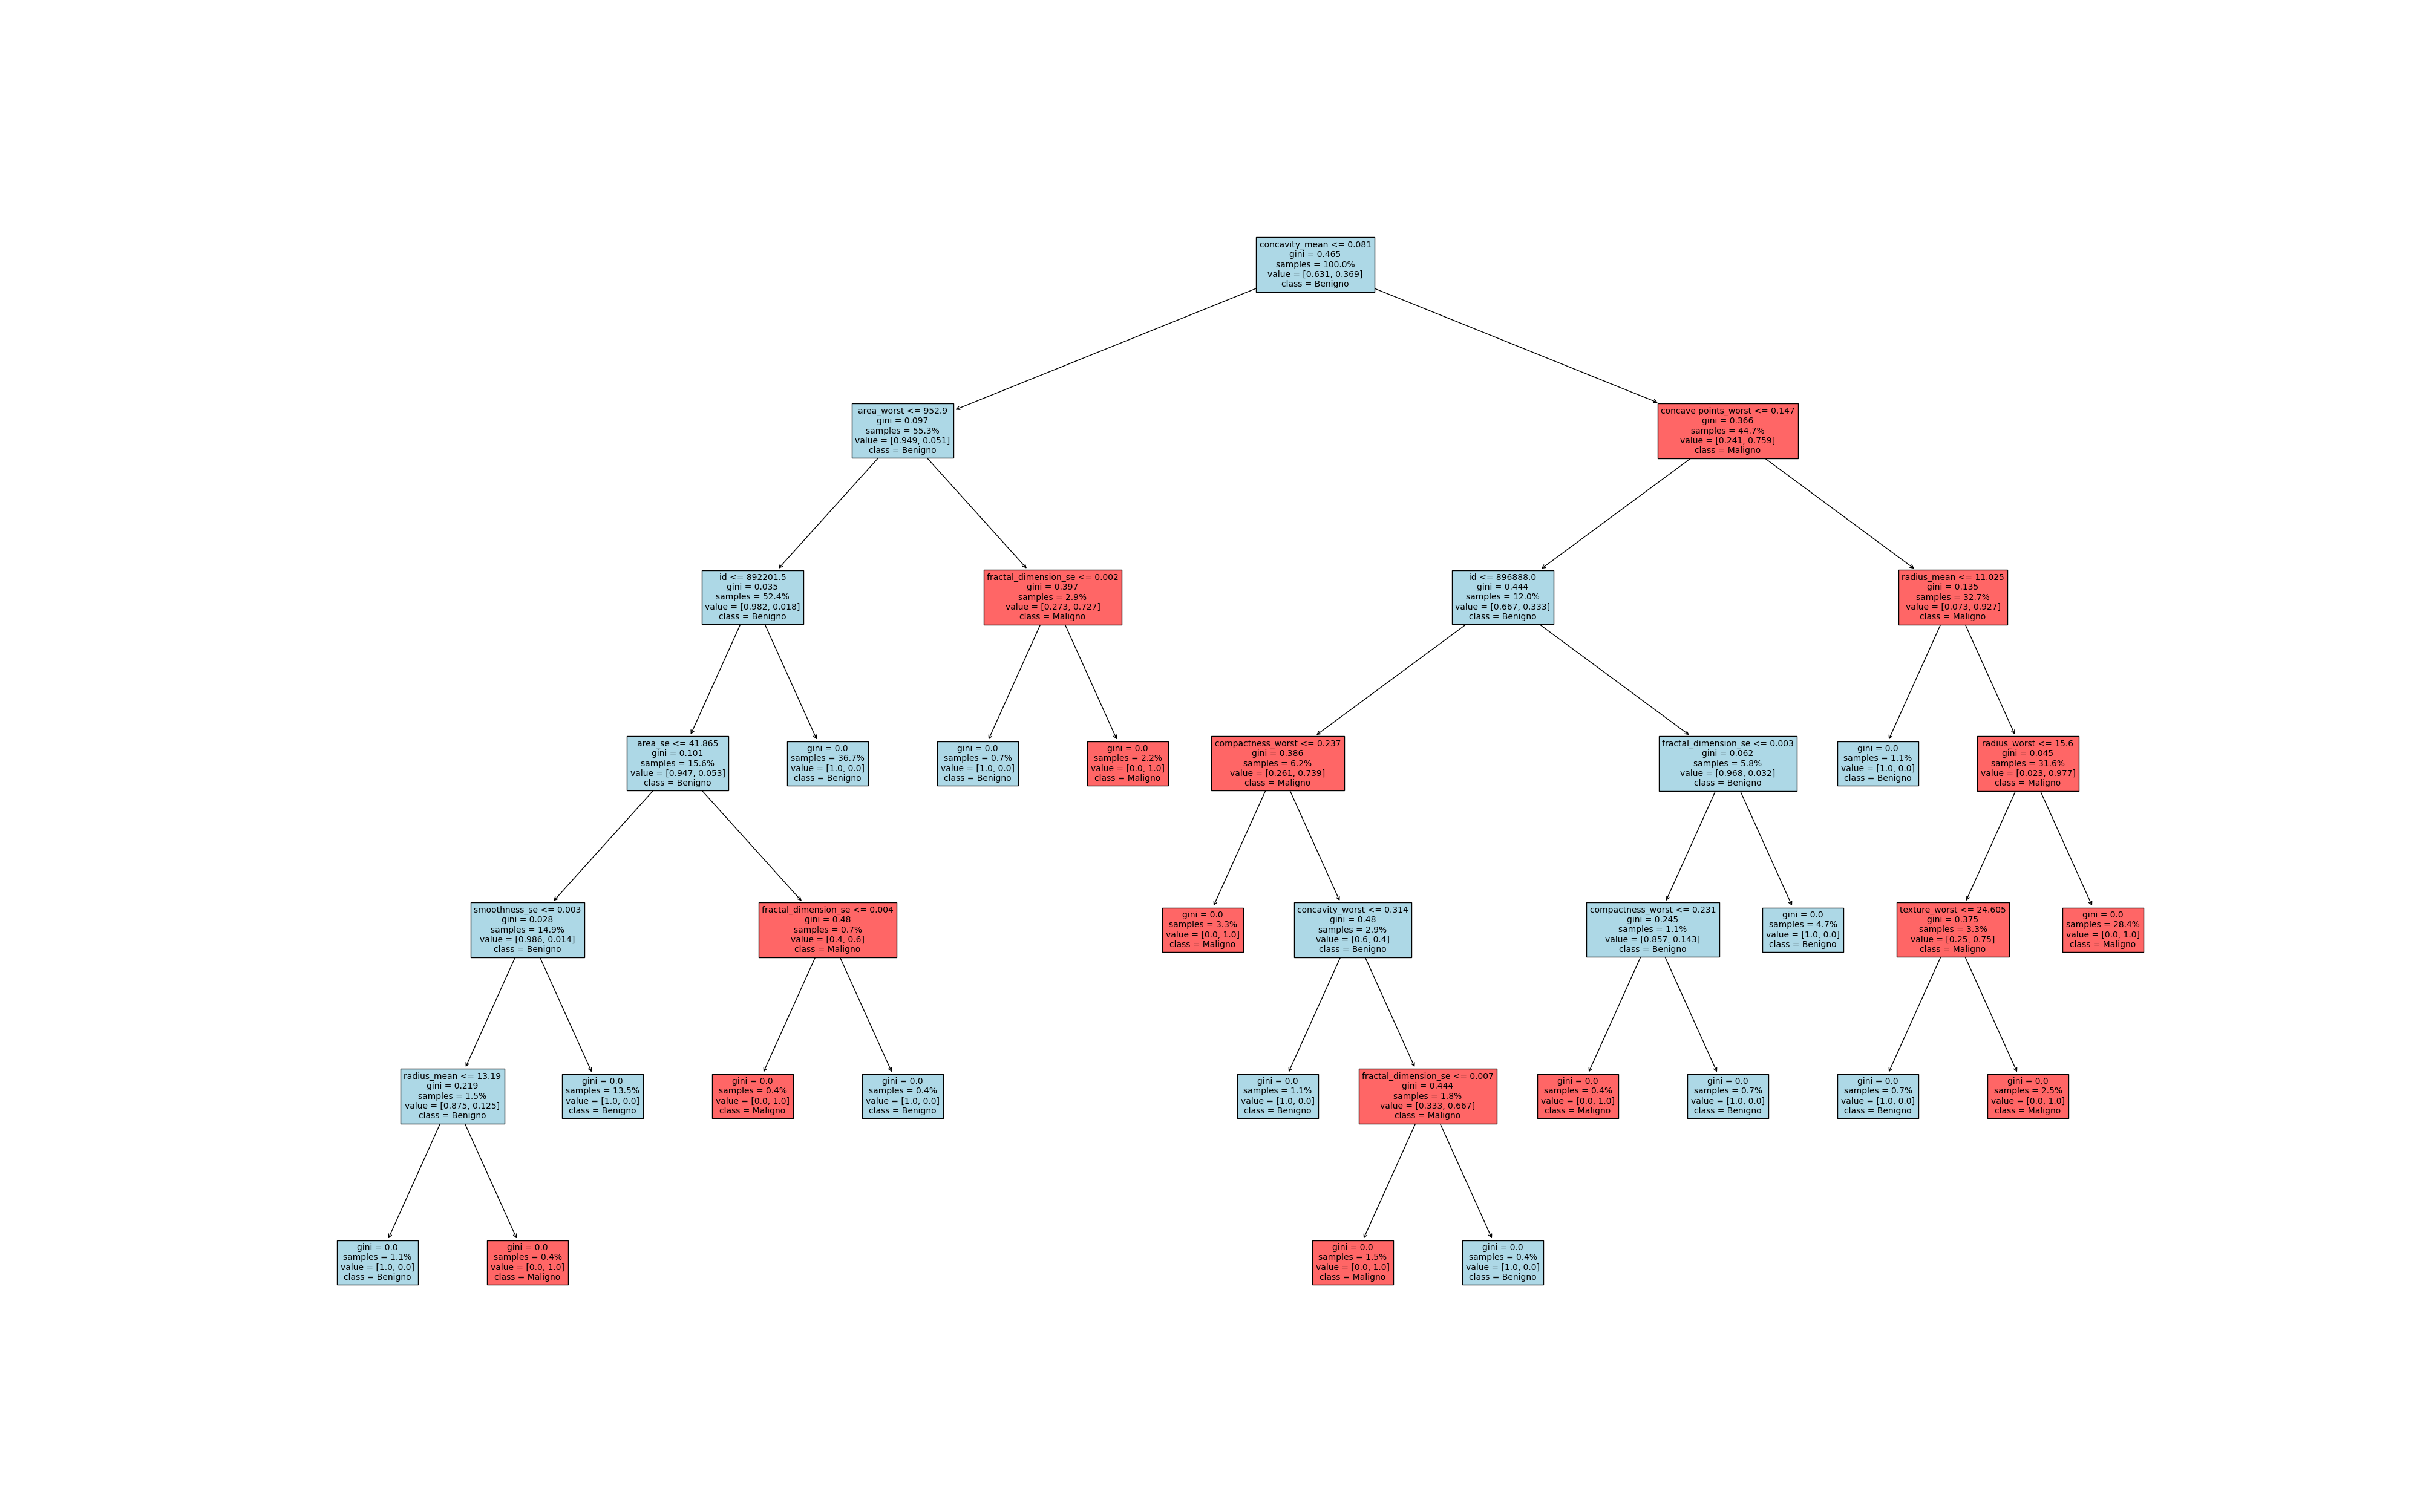 concavity_mean <= 0.081
gini = 0.465
samples = 100.0%
value = [0.631, 0.369]
class = Benigno
area_worst <= 952.9
gini = 0.097
samples = 55.3%
value = [0.949, 0.051]
class = Benigno
concave points_worst <= 0.147
gini = 0.366
samples = 44.7%
value = [0.241, 0.759]
class = Maligno
id <= 892201.5
gini = 0.035
samples = 52.4%
value = [0.982, 0.018]
class = Benigno
fractal_dimension_se <= 0.002
gini = 0.397
samples = 2.9%
value = [0.273, 0.727]
class = Maligno
id <= 896888.0
gini = 0.444
samples = 12.0%
value = [0.667, 0.333]
class = Benigno
radius_mean <= 11.025
gini = 0.135
samples = 32.7%
value = [0.073, 0.927]
class = Maligno
area_se <= 41.865
gini = 0.101
samples = 15.6%
value = [0.947, 0.053]
class = Benigno
gini = 0.0
samples = 36.7%
value = [1.0, 0.0]
class = Benigno
gini = 0.0
samples = 0.7%
value = [1.0, 0.0]
class = Benigno
gini = 0.0
samples = 2.2%
value = [0.0, 1.0]
class = Maligno
compactness_worst <= 0.237
gini = 0.386
samples = 6.2%
value = [0.261, 0.739]
class = Maligno
fractal_dimension_se <= 0.003
gini = 0.062
samples = 5.8%
value = [0.968, 0.032]
class = Benigno
gini = 0.0
samples = 1.1%
value = [1.0, 0.0]
class = Benigno
radius_worst <= 15.6
gini = 0.045
samples = 31.6%
value = [0.023, 0.977]
class = Maligno
smoothness_se <= 0.003
gini = 0.028
samples = 14.9%
value = [0.986, 0.014]
class = Benigno
fractal_dimension_se <= 0.004
gini = 0.48
samples = 0.7%
value = [0.4, 0.6]
class = Maligno
gini = 0.0
samples = 3.3%
value = [0.0, 1.0]
class = Maligno
concavity_worst <= 0.314
gini = 0.48
samples = 2.9%
value = [0.6, 0.4]
class = Benigno
compactness_worst <= 0.231
gini = 0.245
samples = 1.1%
value = [0.857, 0.143]
class = Benigno
gini = 0.0
samples = 4.7%
value = [1.0, 0.0]
class = Benigno
texture_worst <= 24.605
gini = 0.375
samples = 3.3%
value = [0.25, 0.75]
class = Maligno
gini = 0.0
samples = 28.4%
value = [0.0, 1.0]
class = Maligno
radius_mean <= 13.19
gini = 0.219
samples = 1.5%
value = [0.875, 0.125]
class = Benigno
gini = 0.0
samples = 13.5%
value = [1.0, 0.0]
class = Benigno
gini = 0.0
samples = 0.4%
value = [0.0, 1.0]
class = Maligno
gini = 0.0
samples = 0.4%
value = [1.0, 0.0]
class = Benigno
gini = 0.0
samples = 1.1%
value = [1.0, 0.0]
class = Benigno
fractal_dimension_se <= 0.007
gini = 0.444
samples = 1.8%
value = [0.333, 0.667]
class = Maligno
gini = 0.0
samples = 0.4%
value = [0.0, 1.0]
class = Maligno
gini = 0.0
samples = 0.7%
value = [1.0, 0.0]
class = Benigno
gini = 0.0
samples = 0.7%
value = [1.0, 0.0]
class = Benigno
gini = 0.0
samples = 2.5%
value = [0.0, 1.0]
class = Maligno
gini = 0.0
samples = 1.1%
value = [1.0, 0.0]
class = Benigno
gini = 0.0
samples = 0.4%
value = [0.0, 1.0]
class = Maligno
gini = 0.0
samples = 1.5%
value = [0.0, 1.0]
class = Maligno
gini = 0.0
samples = 0.4%
value = [1.0, 0.0]
class = Benigno